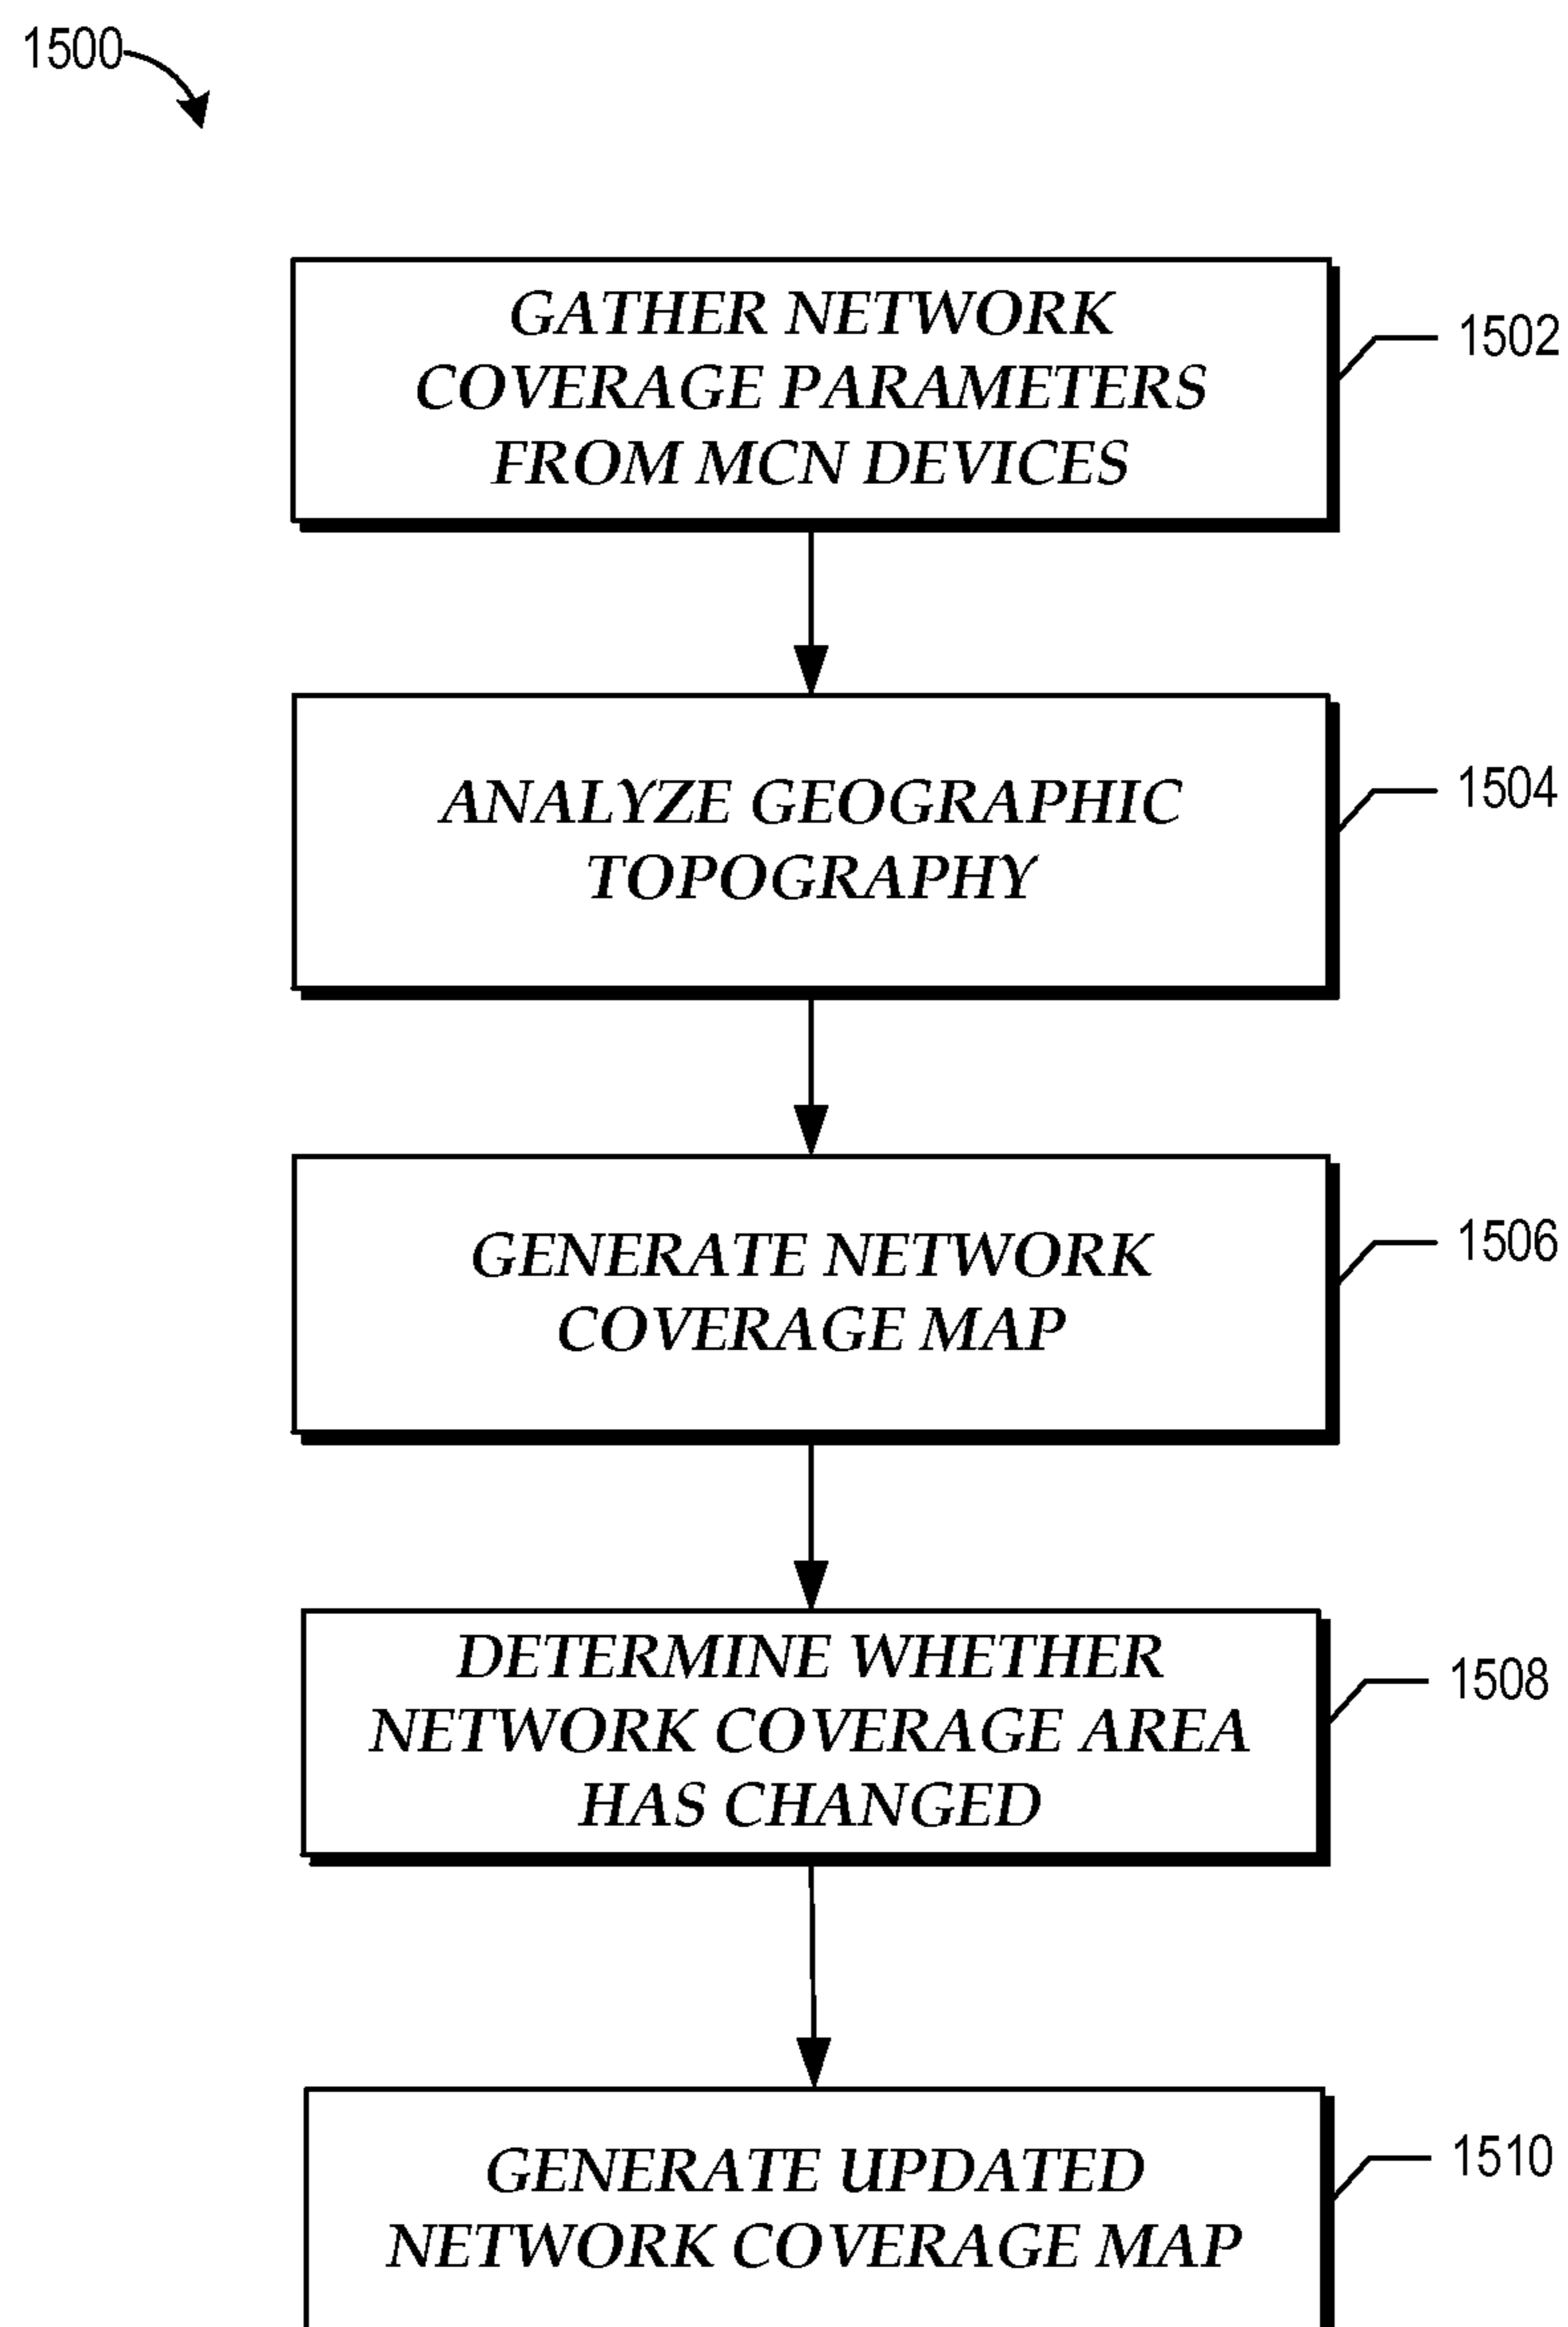 1500
GATHER NETWORK
COVERAGE PARAMETERS
FROM MCN DEVICES
1502
ANALYZE GEOGRAPHIC
TOPOGRAPHY
1504
GENERATE NETWORK
COVERAGE MAP
1506
DETERMINE WHETHER
NETWORK COVERAGE AREA
HAS CHANGED
1508
GENERATE UPDATED
NETWORK COVERAGE MAP
1510